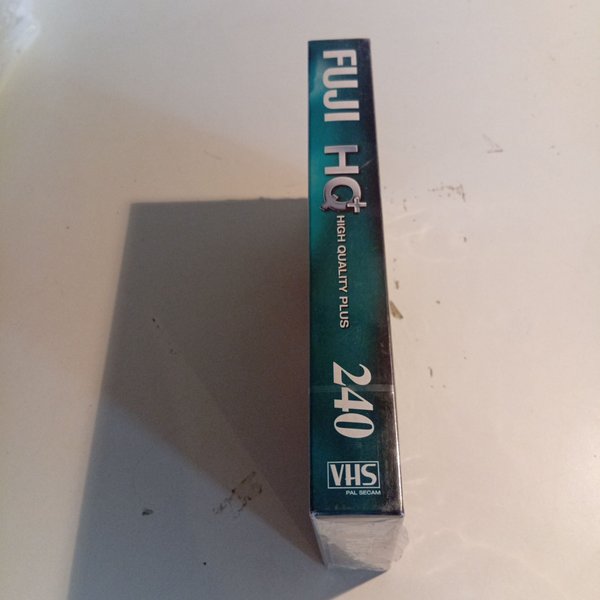 FUJI HQ+
HIGH QUALITY PLUS
240
VHS
PAL SECAM